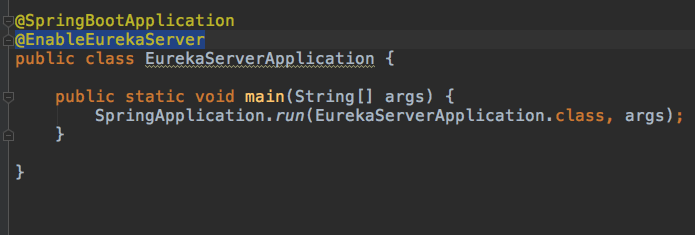 @SpringBootApplication
@EnableEurekaServer
public class EurekaServerApplication {
public static void main(String[] args) {
SpringApplication.run(EurekaServerApplication.class, args);
}
}